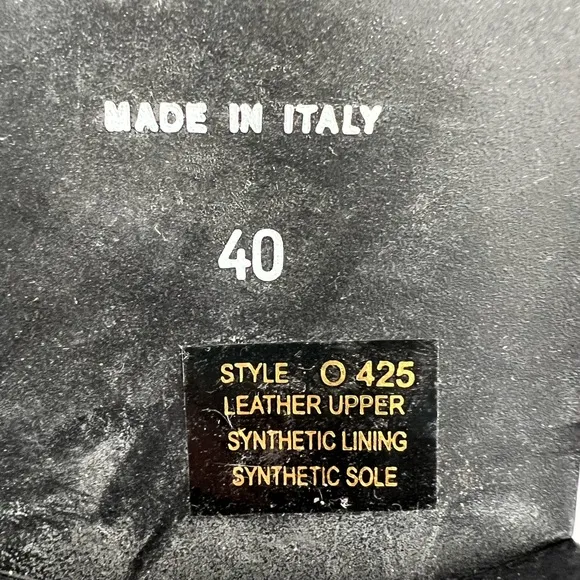 MADE IN ITALY
40
STYLE O 425
LEATHER UPPER
SYNTHETIC LINING
SYNTHETIC SOLE